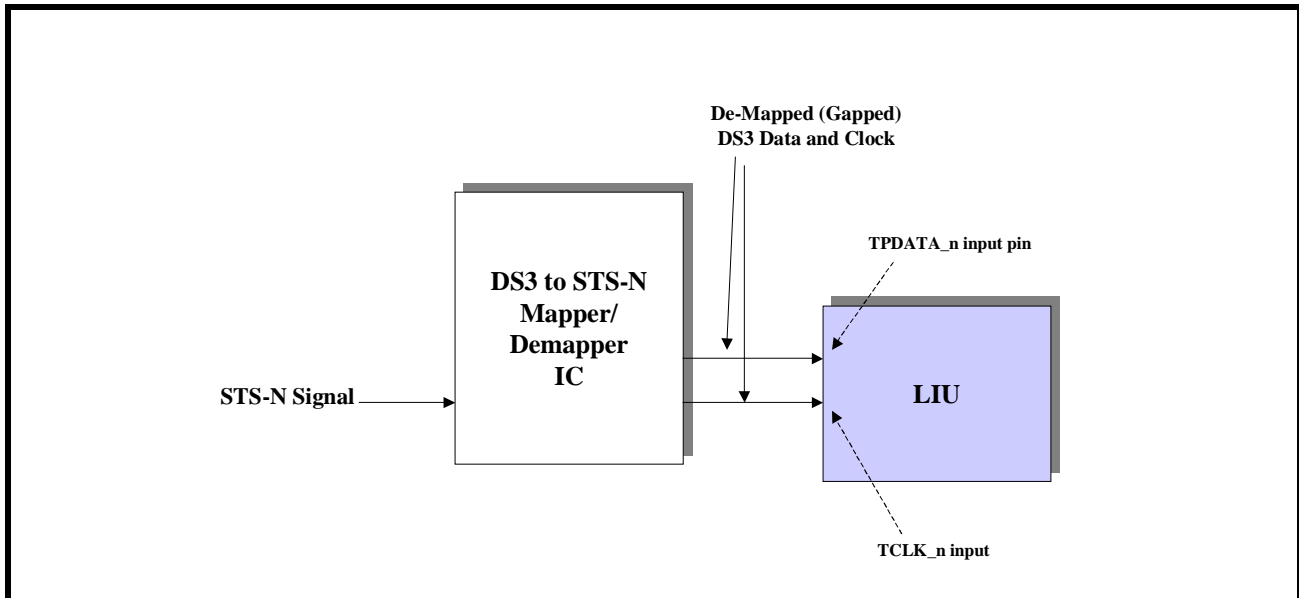 De-Mapped (Gapped)
DS3 Data and Clock
TPDATA_n input pin
DS3 to STS-N
Mapper/
Demapper
IC
STS-N Signal
LIU
TCLK_n input